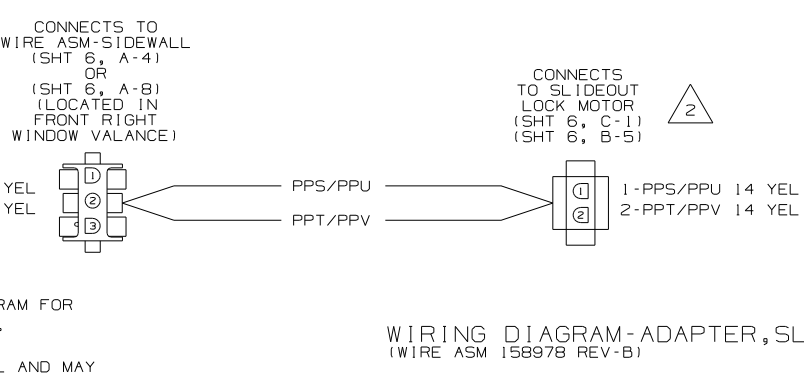 CONNECTS TO
WIRE ASM-SIDEWALL
(SHT 6, A-4)
OR
(SHT 6, A-8)
(LOCATED IN
FRONT RIGHT
WINDOW VALANCE)
CONNECTS
TO SLIDEOUT
LOCK MOTOR
(SHT 6, C-1)
(SHT 6, B-5)
2
YEL
YEL
1
2
3
PPS/PPU
PPT/PPV
1
2
1-PPS/PPU 14 YEL
2-PPT/PPV 14 YEL
RAM FOR
WIRING DIAGRAM-ADAPTER,SL
(WIRE ASM 158978 REV-B)
L AND MAY